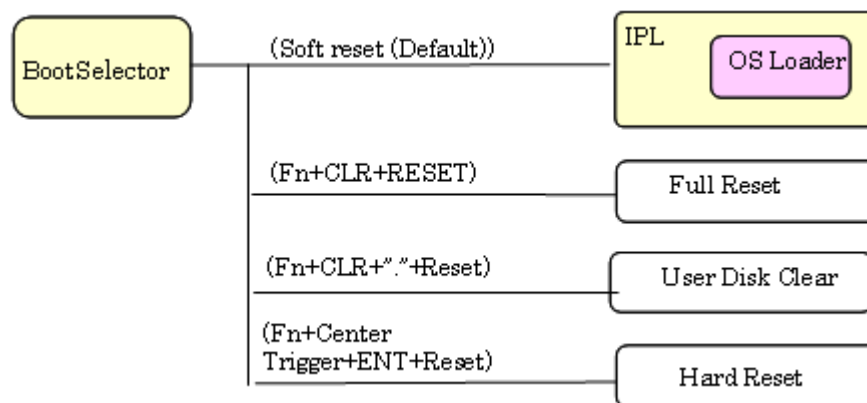 BootSelector
(Soft reset (Default))
IPL
OS Loader
(Fn+CLR+RESET)
Full Reset
(Fn+CLR+"."+Reset)
User Disk Clear
(Fn+Center
Trigger+ENT+Reset)
Hard Reset